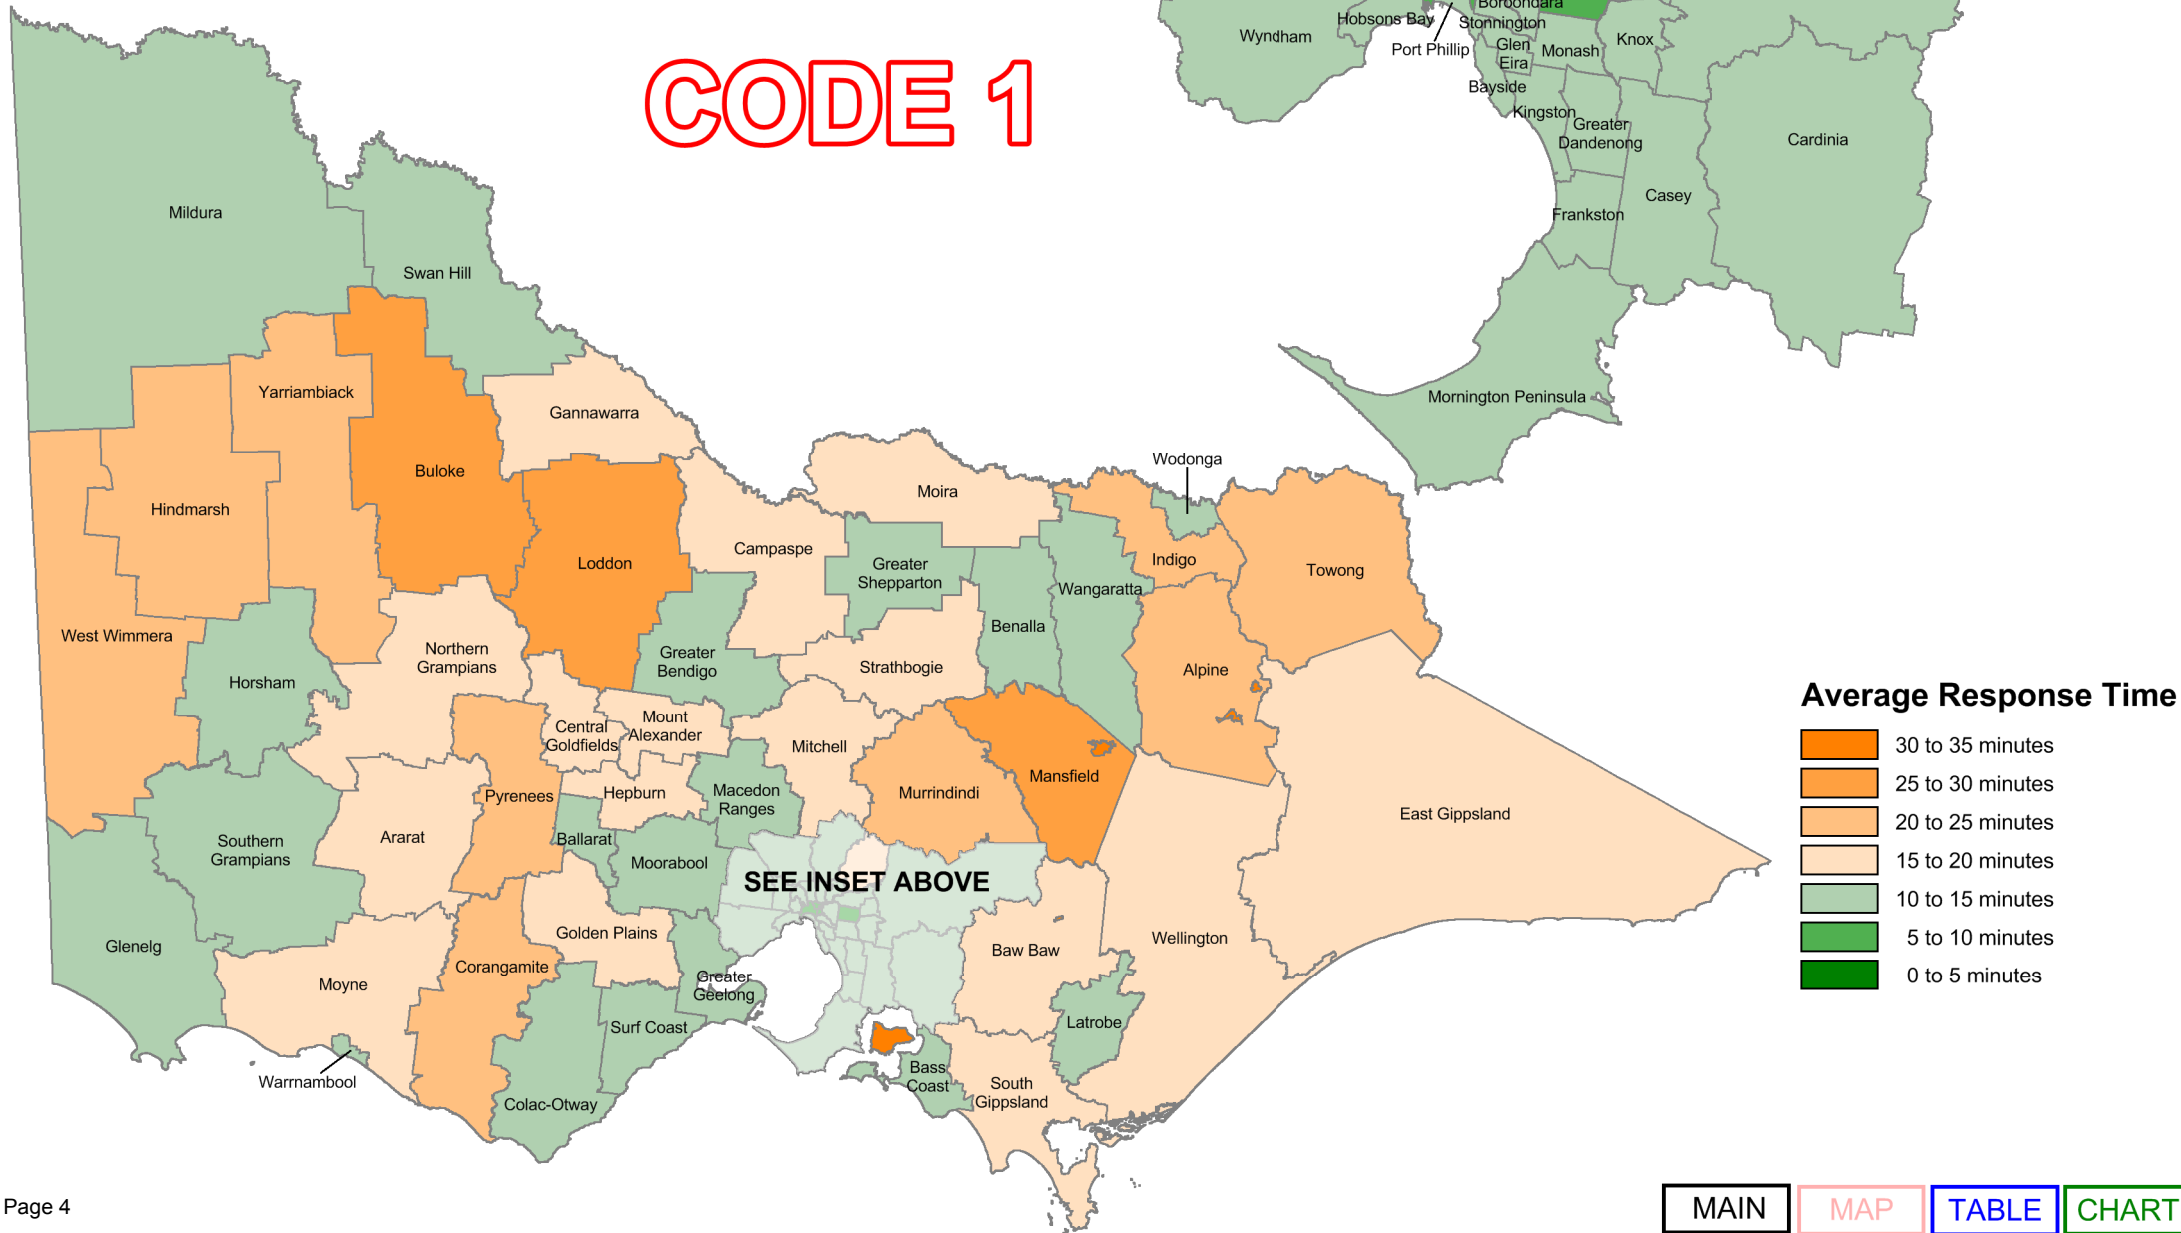 Boroondara
Hobsons Bay
Stonnington
Wyndham
Port Phillip
Glen
Eira
Monash
Knox
Bayside
Kingston
Greater
Dandenong
Cardinia
Casey
Frankston
Mornington Peninsula
CODE 1
Mildura
Swan Hill
Yarriambiack
Gannawarra
Buloke
Hindmarsh
Loddon
Campaspe
Moira
Wodonga
Greater
Shepparton
Indigo
Wangaratta
Towong
Benalla
West Wimmera
Horsham
Northern
Grampians
Greater
Bendigo
Strathbogie
Alpine
Central
Goldfields
Mount
Alexander
Mitchell
Murrindindi
Mansfield
Pyrenees
Hepburn
Macedon
Ranges
East Gippsland
Southern
Grampians
Ararat
Ballarat
Moorabool
SEE INSET ABOVE
Glenelg
Moyne
Corangamite
Golden Plains
Greater
Geelong
Baw Baw
Wellington
Latrobe
Surf Coast
Warrnambool
Colac-Otway
Bass
Coast
South
Gippsland
Average Response Time
30 to 35 minutes
25 to 30 minutes
20 to 25 minutes
15 to 20 minutes
10 to 15 minutes
5 to 10 minutes
0 to 5 minutes
Page 4
MAIN
MAP
TABLE
CHART